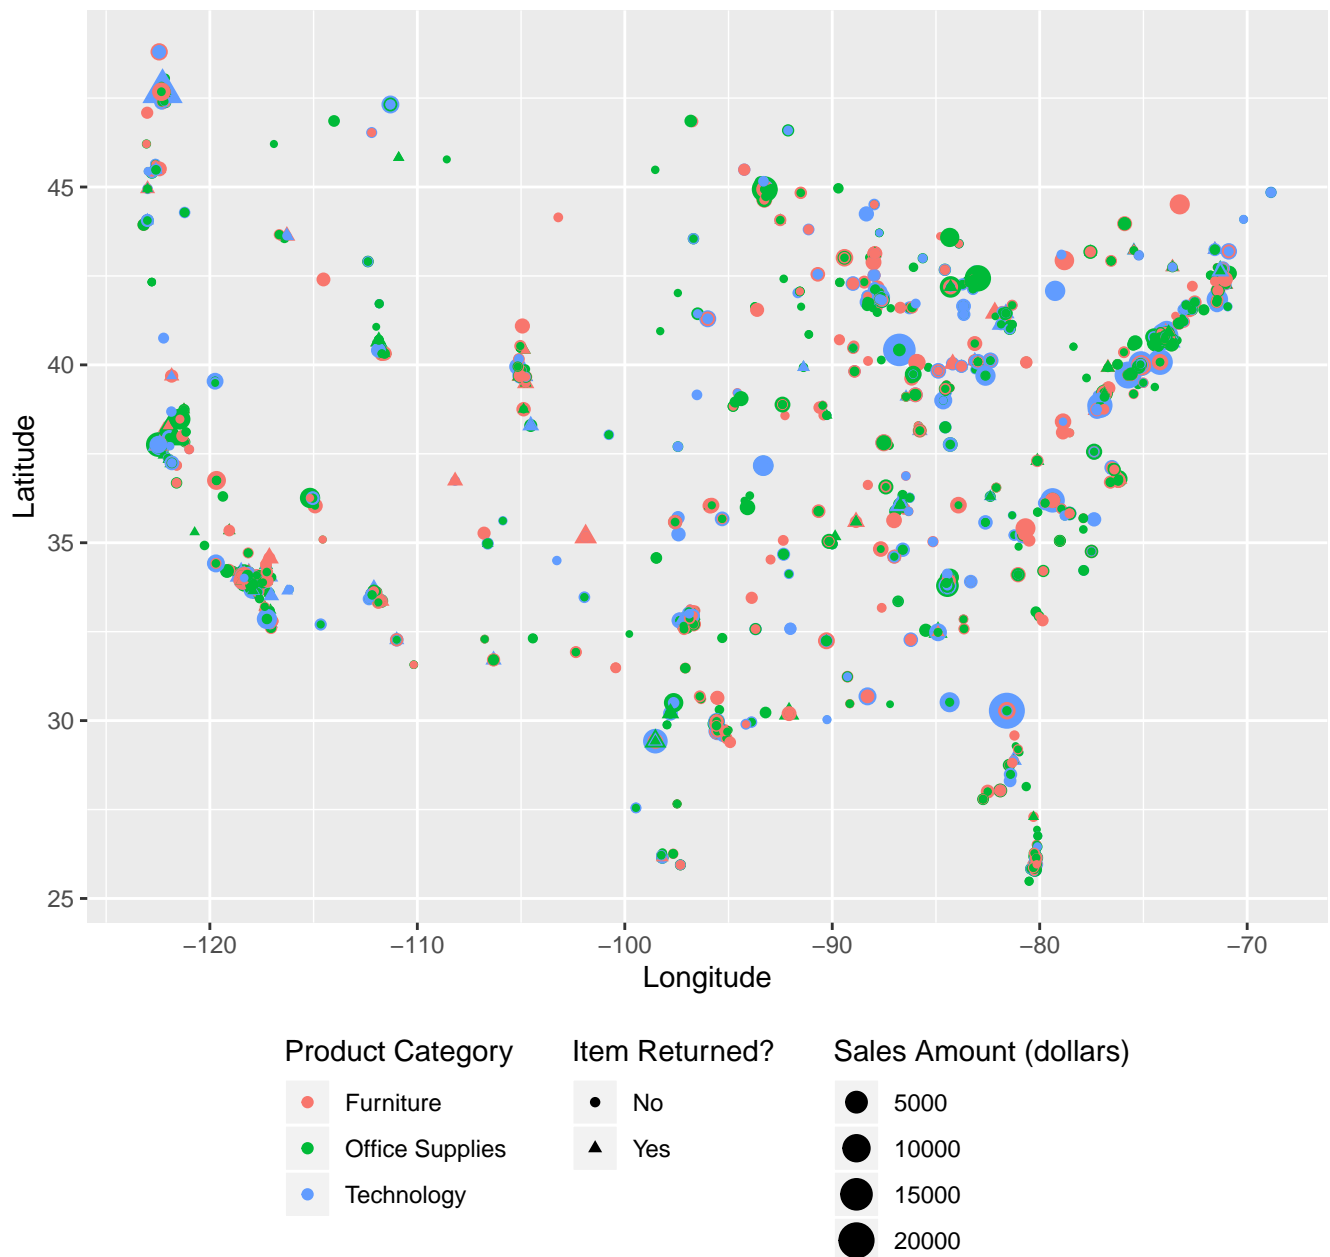 45
40
35
30
25
Latitude
−120
−110
−100
−90
−80
−70
Longitude
Product Category
Furniture
Office Supplies
Technology
Item Returned?
No
Yes
Sales Amount (dollars)
5000
10000
15000
20000